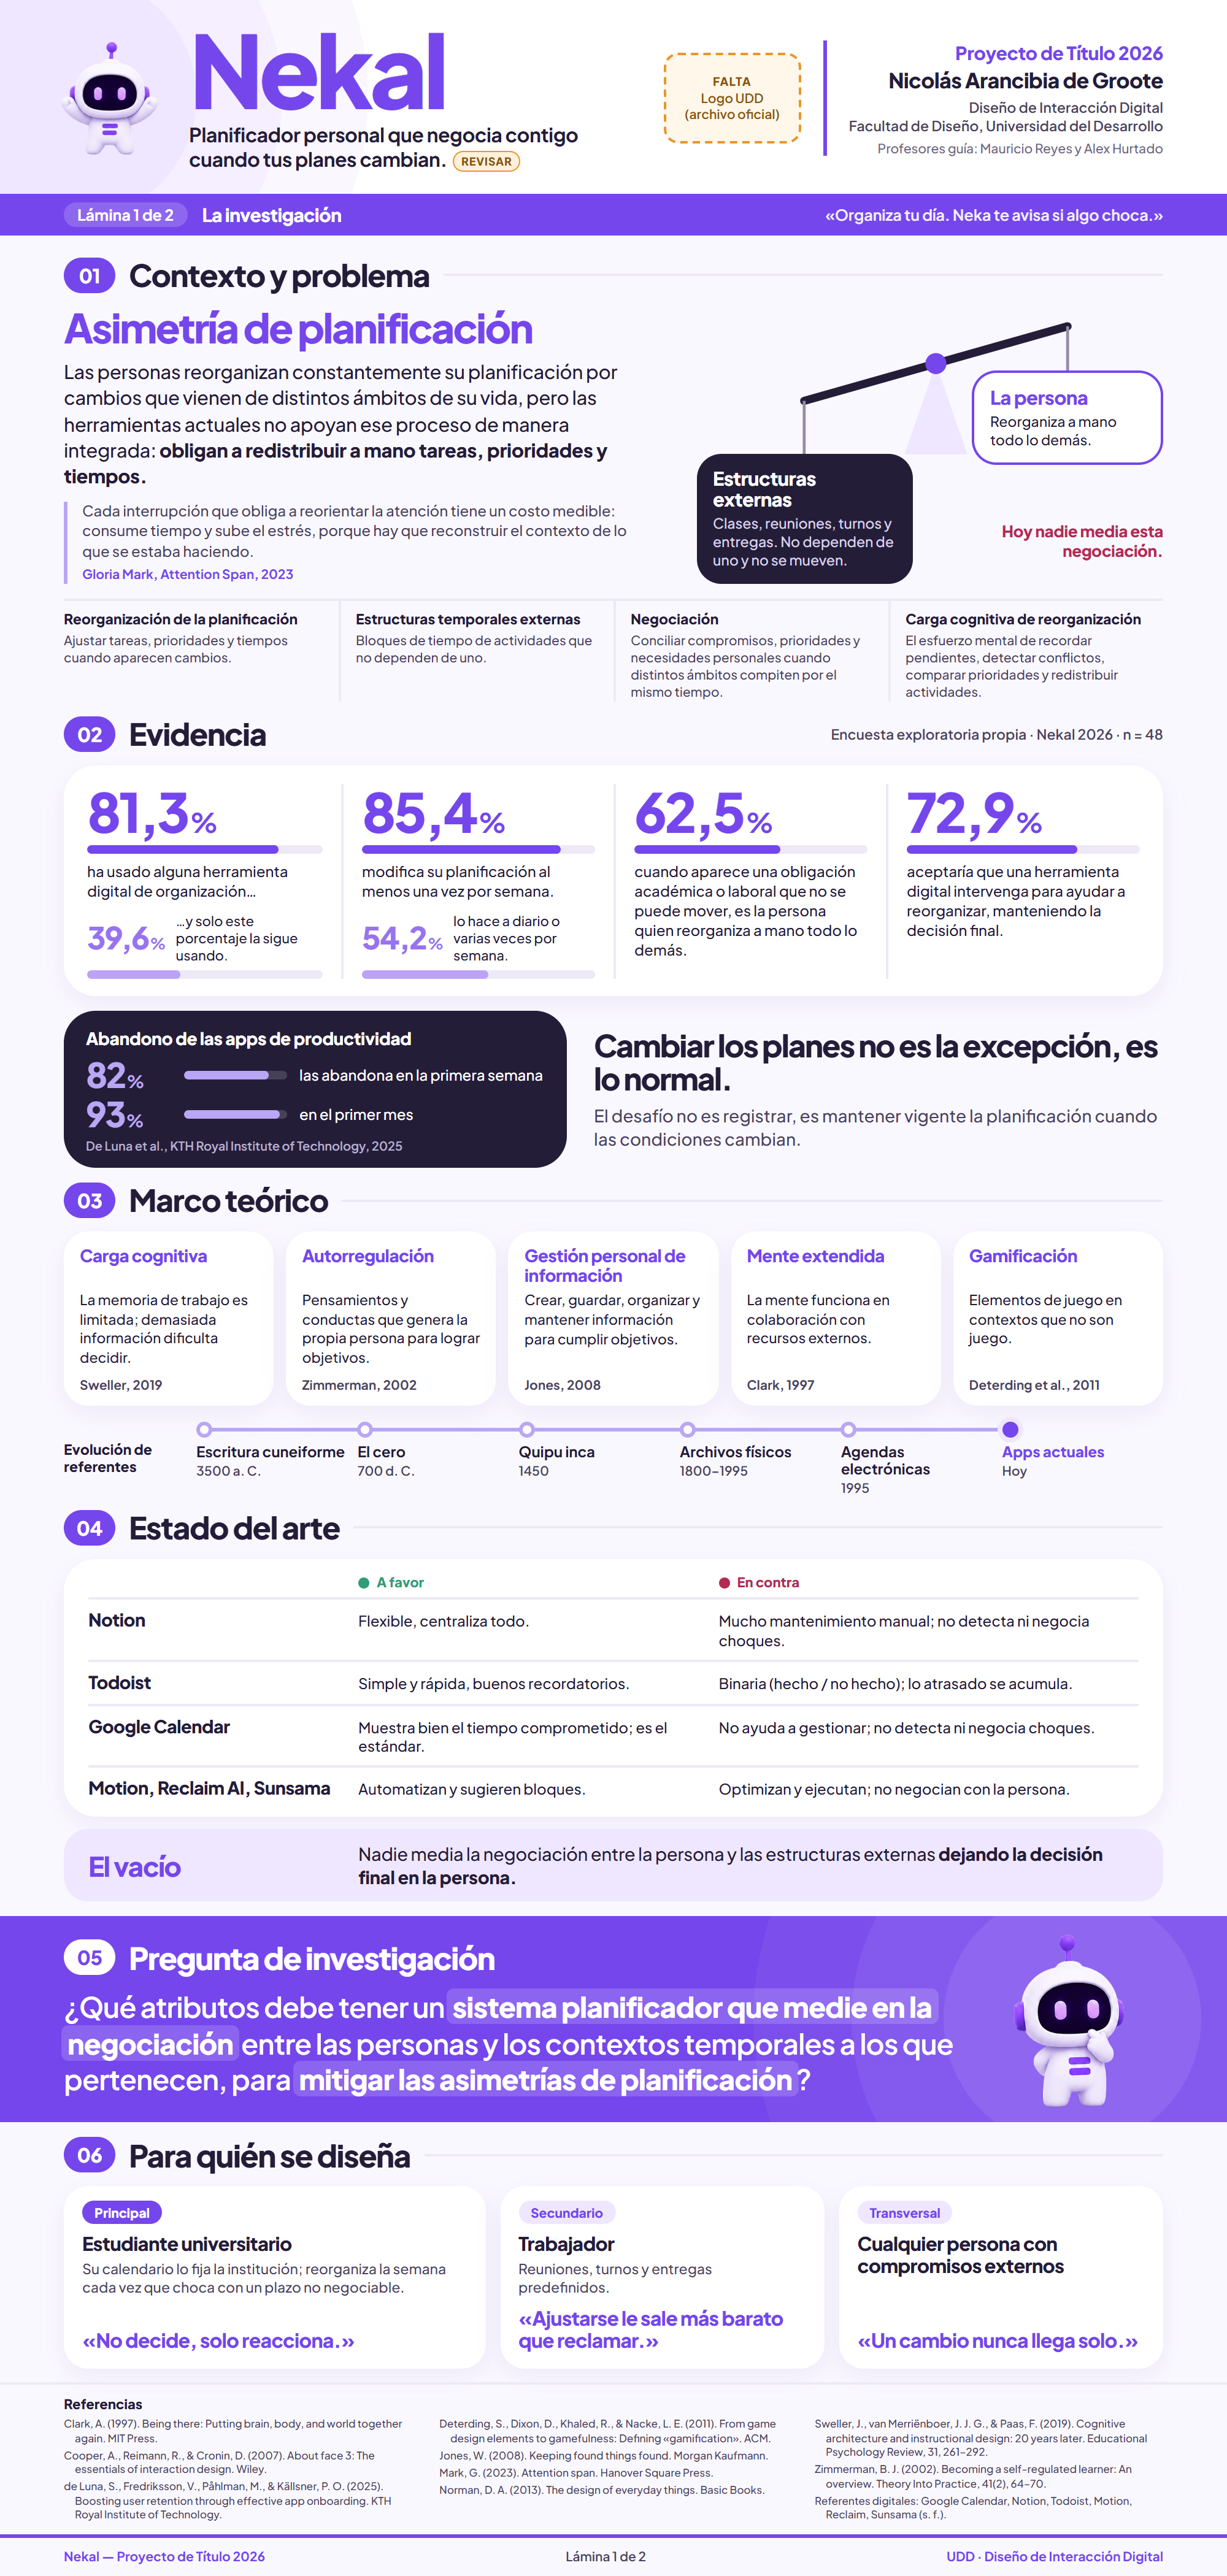 Nekal
Planificador personal que negocia contigo
cuando tus planes cambian. REVISAR
FALTA
Logo UDD
(archivo oficial)
Proyecto de Título 2026
Nicolás Arancibia de Groote
Diseño de Interacción Digital
Facultad de Diseño, Universidad del Desarrollo
Profesores guía: Mauricio Reyes y Alex Hurtado
Lámina 1 de 2 La investigación
«Organiza tu día. Neka te avisa si algo choca.»
01 Contexto y problema
Asimetría de planificación
Las personas reorganizan constantemente su planificación por
cambios que vienen de distintos ámbitos de su vida, pero las
herramientas actuales no apoyan ese proceso de manera
integrada: obligan a redistribuir a mano tareas, prioridades y
tiempos.
Cada interrupción que obliga a reorientar la atención tiene un costo medible:
consume tiempo y sube el estrés, porque hay que reconstruir el contexto de lo
que se estaba haciendo.
Gloria Mark, Attention Span, 2023
La persona
Reorganiza a mano
todo lo demás.
Estructuras
externas
Clases, reuniones, turnos y
entregas. No dependen de
uno y no se mueven.
Hoy nadie media esta
negociación.
Reorganización de la planificación
Ajustar tareas, prioridades y tiempos
cuando aparecen cambios.
Estructuras temporales externas
Bloques de tiempo de actividades que
no dependen de uno.
Negociación
Conciliar compromisos, prioridades y
necesidades personales cuando
distintos ámbitos compiten por el
mismo tiempo.
Carga cognitiva de reorganización
El esfuerzo mental de recordar
pendientes, detectar conflictos,
comparar prioridades y redistribuir
actividades.
02 Evidencia
Encuesta exploratoria propia · Nekal 2026 · n = 48
81,3%
ha usado alguna herramienta
digital de organización...
39,6%
...y solo este
porcentaje la sigue
usando.
85,4%
modifica su planificación al
menos una vez por semana.
54,2%
lo hace a diario o
varias veces por
semana.
62,5%
cuando aparece una obligación
académica o laboral que no se
puede mover, es la persona
quien reorganiza a mano todo lo
demás.
72,9%
aceptaría que una herramienta
digital intervenga para ayudar a
reorganizar, manteniendo la
decisión final.
Abandono de las apps de productividad
82% las abandona en la primera semana
93% en el primer mes
De Luna et al., KTH Royal Institute of Technology, 2025
Cambiar los planes no es la excepción, es
lo normal.
El desafío no es registrar, es mantener vigente la planificación cuando
las condiciones cambian.
03 Marco teórico
Carga cognitiva
La memoria de trabajo es
limitada; demasiada
información dificulta
decidir.
Sweller, 2019
Autorregulación
Pensamientos y
conductas que genera la
propia persona para lograr
objetivos.
Zimmerman, 2002
Gestión personal de
información
Crear, guardar, organizar y
mantener información
para cumplir objetivos.
Jones, 2008
Mente extendida
La mente funciona en
colaboración con
recursos externos.
Clark, 1997
Gamificación
Elementos de juego en
contextos que no son
juego.
Deterding et al., 2011
Evolución de
referentes
Escritura cuneiforme
3500 a. C.
El cero
700 d. C.
Quipu inca
1450
Archivos físicos
1800–1995
Agendas
electrónicas
1995
Apps actuales
Hoy
04 Estado del arte
A favor
En contra
Notion
Flexible, centraliza todo.
Mucho mantenimiento manual; no detecta ni negocia
choques.
Todoist
Simple y rápida, buenos recordatorios.
Binaria (hecho / no hecho); lo atrasado se acumula.
Google Calendar
Muestra bien el tiempo comprometido; es el
estándar.
No ayuda a gestionar; no detecta ni negocia choques.
Motion, Reclaim AI, Sunsama
Automatizan y sugieren bloques.
Optimizan y ejecutan; no negocian con la persona.
El vacío
Nadie media la negociación entre la persona y las estructuras externas dejando la decisión
final en la persona.
05 Pregunta de investigación
¿Qué atributos debe tener un sistema planificador que medie en la
negociación entre las personas y los contextos temporales a los que
pertenecen, para mitigar las asimetrías de planificación?
06 Para quién se diseña
Principal
Estudiante universitario
Su calendario lo fija la institución; reorganiza la semana
cada vez que choca con un plazo no negociable.
«No decide, solo reacciona.»
Secundario
Trabajador
Reuniones, turnos y entregas
predefinidos.
«Ajustarse le sale más barato
que reclamar.»
Transversal
Cualquier persona con
compromisos externos
«Un cambio nunca llega solo.»
Referencias
Clark, A. (1997). Being there: Putting brain, body, and world together
again. MIT Press.
Cooper, A., Reimann, R., & Cronin, D. (2007). About face 3: The
essentials of interaction design. Wiley.
de Luna, S., Fredriksson, V., Påhlman, M., & Källsner, P. O. (2025).
Boosting user retention through effective app onboarding. KTH
Royal Institute of Technology.
Deterding, S., Dixon, D., Khaled, R., & Nacke, L. E. (2011). From game
design elements to gamefulness: Defining «gamification». ACM.
Jones, W. (2008). Keeping found things found. Morgan Kaufmann.
Mark, G. (2023). Attention span. Hanover Square Press.
Norman, D. A. (2013). The design of everyday things. Basic Books.
Sweller, J., van Merriënboer, J. J. G., & Paas, F. (2019). Cognitive
architecture and instructional design: 20 years later. Educational
Psychology Review, 31, 261–292.
Zimmerman, B. J. (2002). Becoming a self-regulated learner: An
overview. Theory Into Practice, 41(2), 64–70.
Referentes digitales: Google Calendar, Notion, Todoist, Motion,
Reclaim, Sunsama (s. f.).
Nekal — Proyecto de Título 2026
Lámina 1 de 2
UDD · Diseño de Interacción Digital